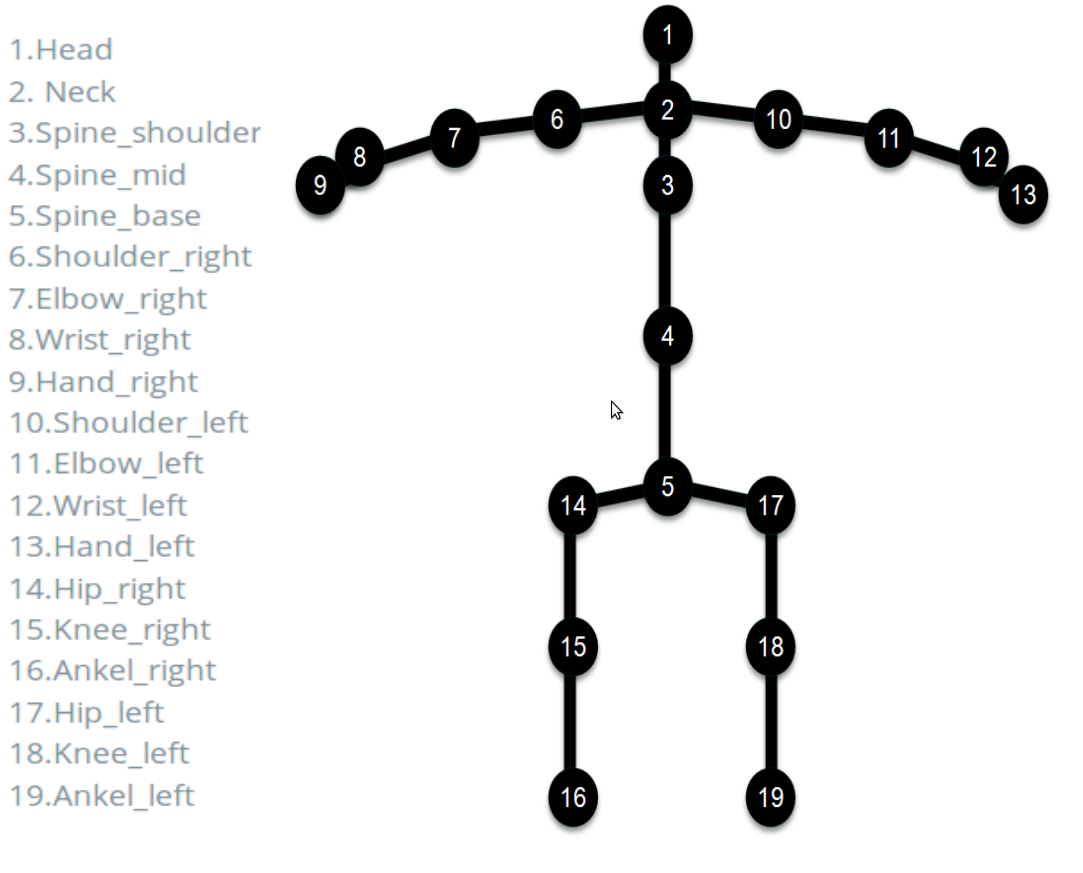 1.Head
2. Neck
3.Spine_shoulder
4.Spine_mid
5.Spine_base
6.Shoulder_right
7.Elbow_right
8.Wrist_right
9.Hand_right
10.Shoulder_left
11.Elbow_left
12.Wrist_left
13.Hand_left
14.Hip_right
15.Knee_right
16.Ankel_right
17.Hip_left
18.Knee_left
19.Ankel_left
1
2
6
10
7
11
8
12
9
3
13
4
5
14
17
15
18
16
19